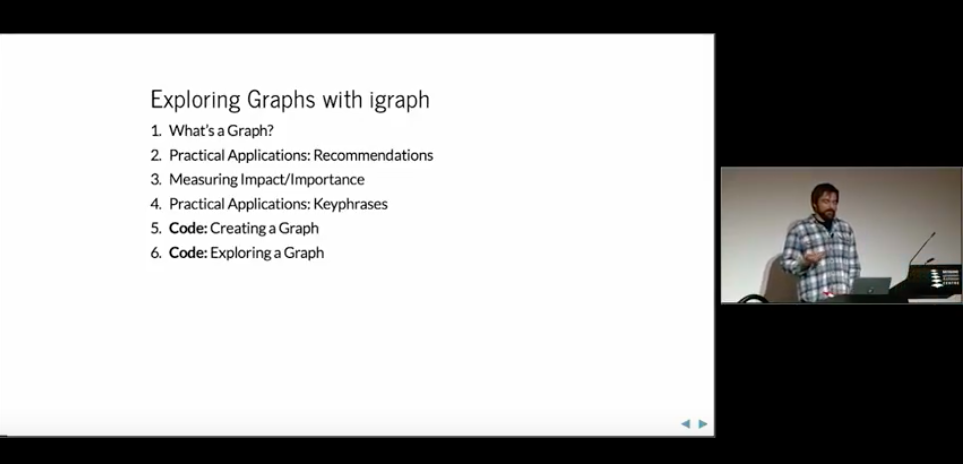 Exploring Graphs with igraph
1. What's a Graph?
2. Practical Applications: Recommendations
3. Measuring Impact/Importance
4. Practical Applications: Keyphrases
5. Code: Creating a Graph
6. Code: Exploring a Graph